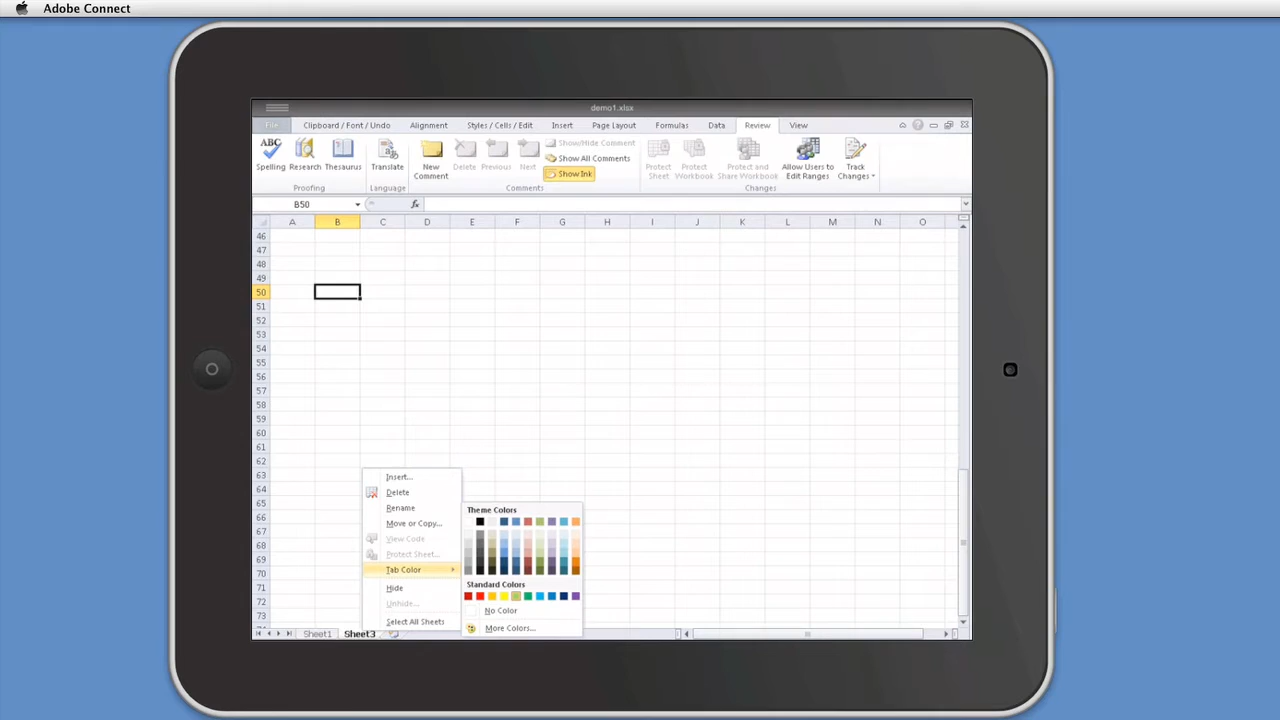 Adobe Connect
demo1.xlsx
File Clipboard / Font / Undo Alignment Styles / Cells / Edit Insert Page Layout Formulas Data Review View
ABC
Spelling Research Thesaurus
Proofing
Translate
Language
New Comment
Delete Previous Next
Show/Hide Comment
Show All Comments
Show Ink
Comments
Protect Sheet
Protect Workbook
Protect and Share Workbook
Allow Users to Edit Ranges
Track Changes
Changes
B50 fx
A B C D E F G H I J K L M N O
46
47
48
49
50
51
52
53
54
55
56
57
58
59
60
61
62
63
64
65
66
67
68
69
70
71
72
73
Insert...
Delete
Rename
Move or Copy...
View Code
Protect Sheet...
Tab Color
Hide
Unhide...
Select All Sheets
Theme Colors
Standard Colors
No Color
More Colors...
Sheet1 Sheet3